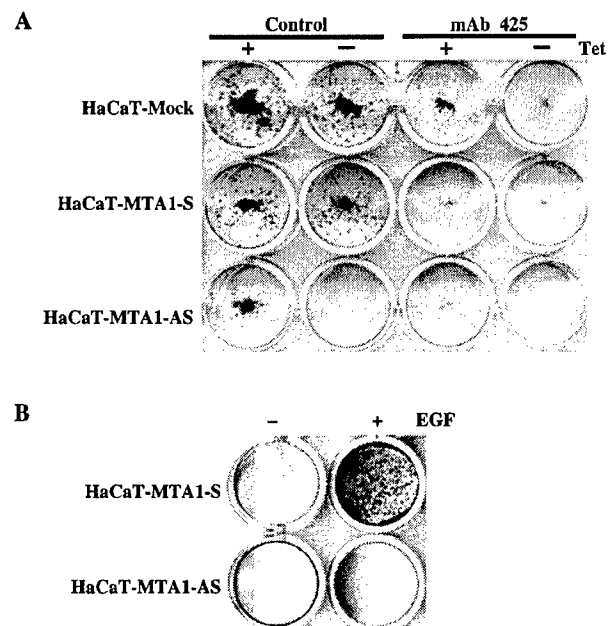 A
Control mAb 425
+ − + − Tet
HaCaT-Mock
HaCaT-MTA1-S
HaCaT-MTA1-AS
B
− + EGF
HaCaT-MTA1-S
HaCaT-MTA1-AS